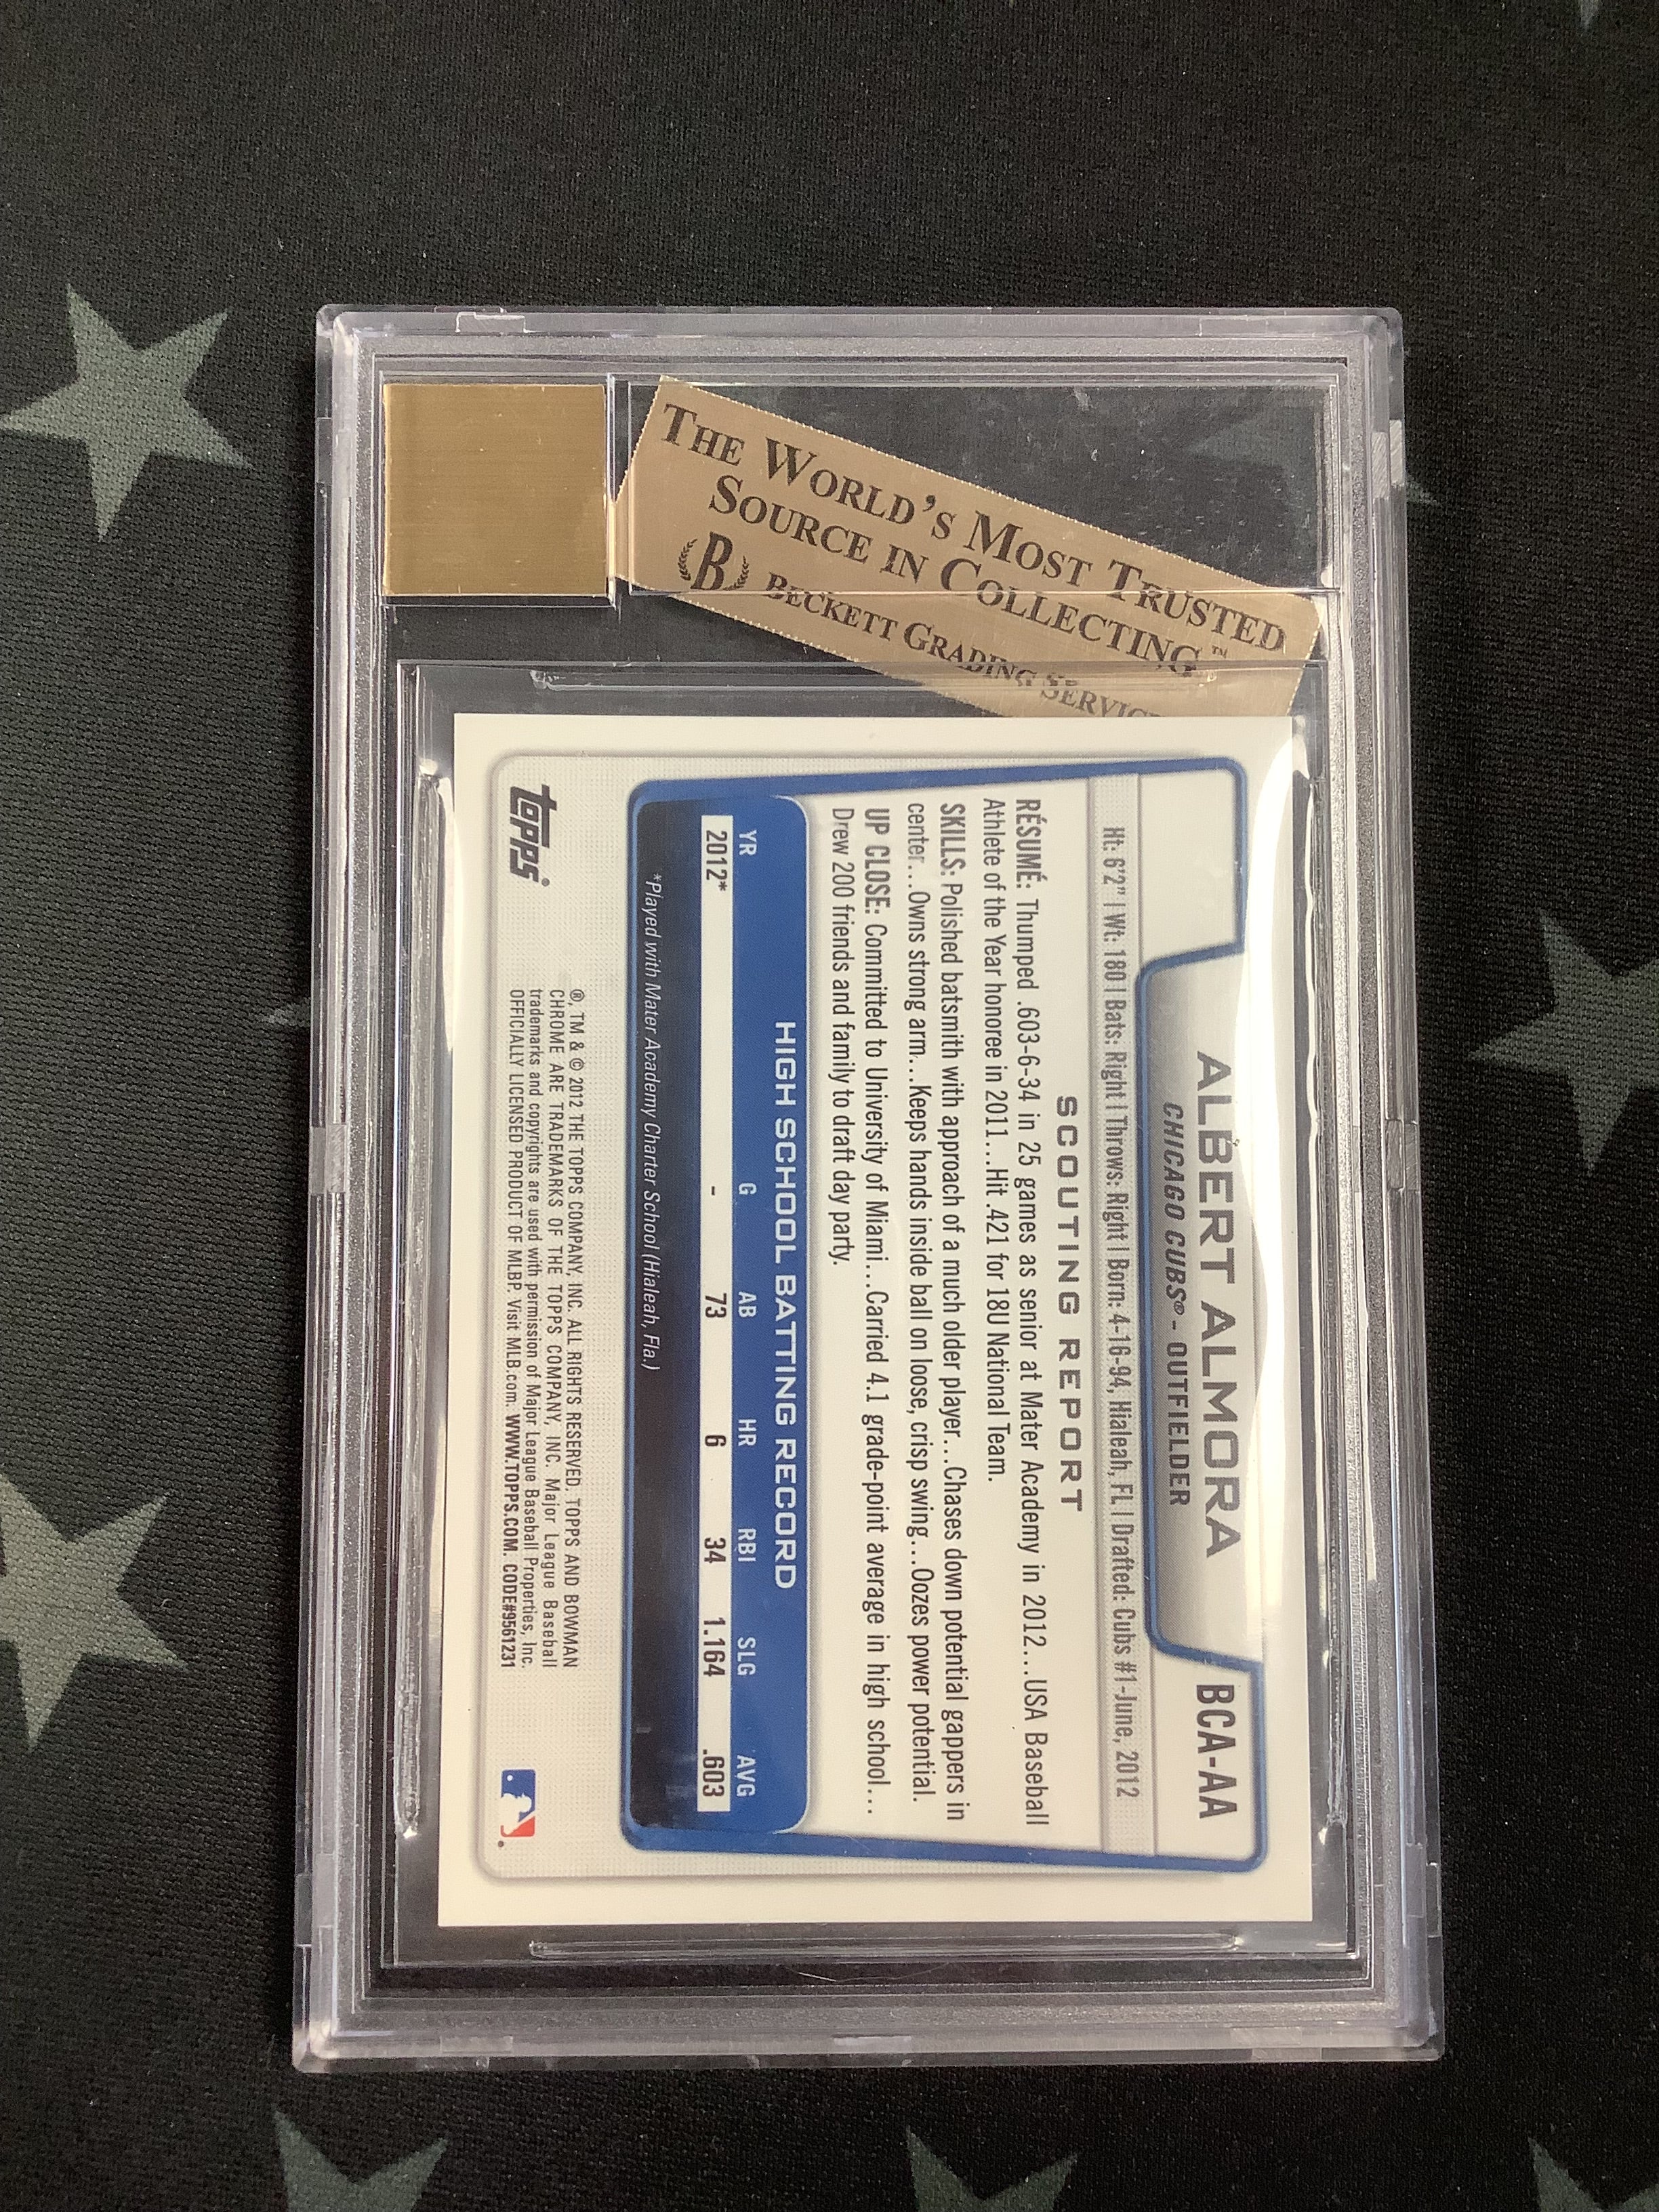 THE WORLD'S MOST TRUSTED
SOURCE IN COLLECTING™
B BECKETT GRADING
ALBERT ALMORA
BCA-AA
CHICAGO CUBS® - OUTFIELDER
Ht: 6'2" | Wt: 180 | Bats: Right | Throws: Right | Born: 4-16-94, Hialeah, FL | Drafted: Cubs #1-June, 2012
SCOUTING REPORT
RÉSUMÉ: Thumped .603-6-34 in 25 games as senior at Mater Academy in 2012...USA Baseball
Athlete of the Year honoree in 2011...Hit .421 for 18U National Team.
SKILLS: Polished batsmith with approach of a much older player...Chases down potential gappers in
center...Owns strong arm...Keeps hands inside ball on loose, crisp swing...Oozes power potential.
UP CLOSE: Committed to University of Miami...Carried 4.1 grade-point average in high school...
Drew 200 friends and family to draft day party.
HIGH SCHOOL BATTING RECORD
YR G AB HR RBI SLG AVG
2012* - 73 6 34 1.164 .603
*Played with Mater Academy Charter School (Hialeah, Fla.)
topps®
®, TM & © 2012 THE TOPPS COMPANY, INC. ALL RIGHTS RESERVED. TOPPS AND BOWMAN
CHROME ARE TRADEMARKS OF THE TOPPS COMPANY, INC. Major League Baseball
trademarks and copyrights are used with permission of Major League Baseball Properties, Inc.
OFFICIALLY LICENSED PRODUCT OF MLBP. Visit MLB.com. WWW.TOPPS.COM. CODE#9561231